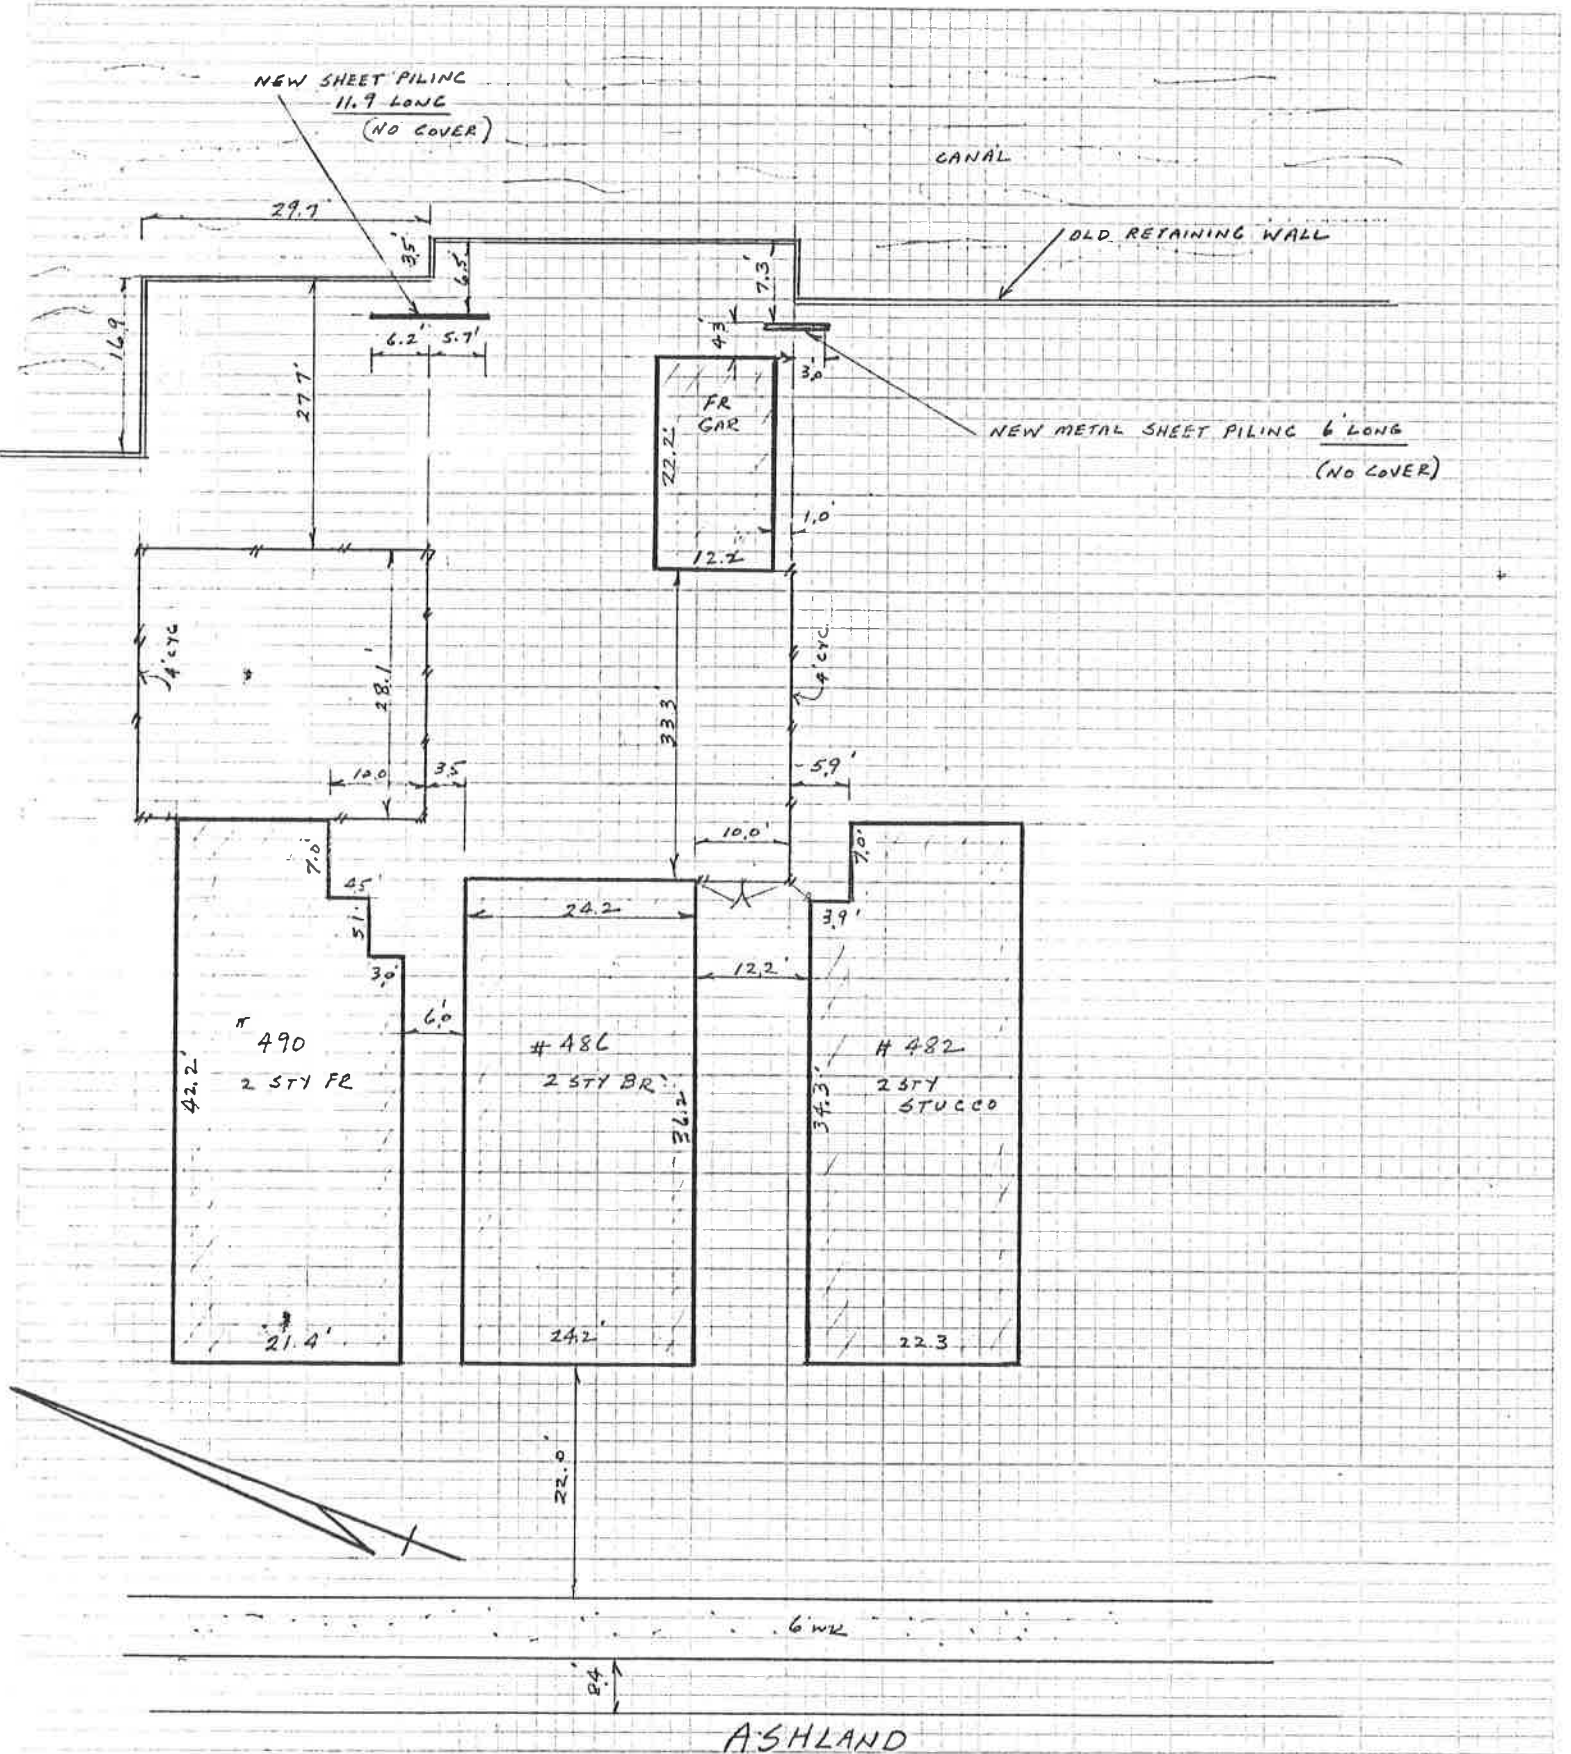 NEW SHEET PILING
11.9 LONG
(NO COVER)
CANAL
29.7'
3.5'
6.5'
7.3'
OLD RETAINING WALL
16.9
6.2' 5.7'
4.3'
3.0'
27.7'
FR
GAR
22.2'
NEW METAL SHEET PILING 6' LONG
(NO COVER)
1.0'
12.2
4' CYC
4' CYC.
28.1'
33.3'
10.0
3.5
5.9'
10.0'
7.0'
7.0'
4.5'
24.2
3.9'
5.1
3.0'
12.2'
6.0'
490
2 STY FR
# 486
2 STY BR
# 482
2 STY
STUCCO
42.2'
36.2
34.3'
21.4'
24.2'
22.3
22.0'
6' WK
8.4'
ASHLAND